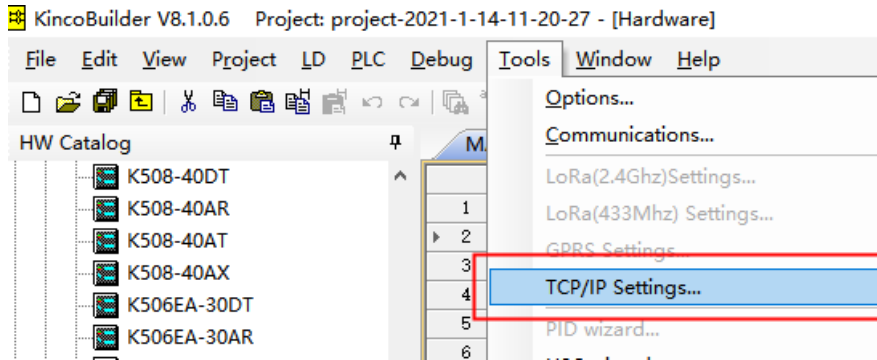 KincoBuilder V8.1.0.6 Project: project-2021-1-14-11-20-27 - [Hardware]
File Edit View Project LD PLC Debug Tools Window Help
HW Catalog
K508-40DT
K508-40AR
K508-40AT
K508-40AX
K506EA-30DT
K506EA-30AR
1
2
3
4
5
6
Options...
Communications...
LoRa(2.4Ghz)Settings...
LoRa(433Mhz) Settings...
GPRS Settings...
TCP/IP Settings...
PID wizard...